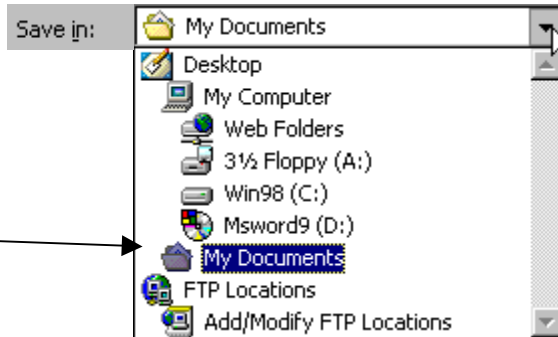 Save in: My Documents
Desktop
My Computer
Web Folders
3½ Floppy (A:)
Win98 (C:)
Msword9 (D:)
My Documents
FTP Locations
Add/Modify FTP Locations